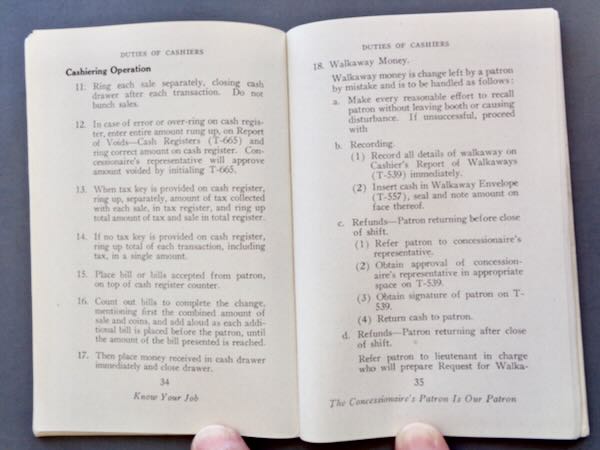 DUTIES OF CASHIERS
Cashiering Operation
11. Ring each sale separately, closing cash
drawer after each transaction. Do not
bunch sales.
12. In case of error or over-ring on cash regis-
ter, enter entire amount rung up, on Report
of Voids—Cash Registers (T-665) and
ring correct amount on cash register. Con-
cessionaire's representative will approve
amount voided by initialing T-665.
13. When tax key is provided on cash register,
ring up, separately, amount of tax collected
with each sale, in tax register, and ring up
total amount of tax and sale in total register.
14. If no tax key is provided on cash register,
ring up total of each transaction, including
tax, in a single amount.
15. Place bill or bills accepted from patron,
on top of cash register counter.
16. Count out bills to complete the change,
mentioning first the combined amount of
sale and coins, and add aloud as each addi-
tional bill is placed before the patron, until
the amount of the bill presented is reached.
17. Then place money received in cash drawer
immediately and close drawer.
34
Know Your Job
DUTIES OF CASHIERS
18. Walkaway Money.
Walkaway money is change left by a patron
by mistake and is to be handled as follows:
a. Make every reasonable effort to recall
patron without leaving booth or causing
disturbance. If unsuccessful, proceed
with
b. Recording.
(1) Record all details of walkaway on
Cashier's Report of Walkaways
(T-539) immediately.
(2) Insert cash in Walkaway Envelope
(T-557), seal and note amount on
face thereof.
c. Refunds—Patron returning before close
of shift.
(1) Refer patron to concessionaire's
representative.
(2) Obtain approval of concession-
aire's representative in appropriate
space on T-539.
(3) Obtain signature of patron on T-
539.
(4) Return cash to patron.
d. Refunds—Patron returning after close
of shift.
Refer patron to lieutenant in charge
who will prepare Request for Walka-
35
The Concessionaire's Patron Is Our Patron